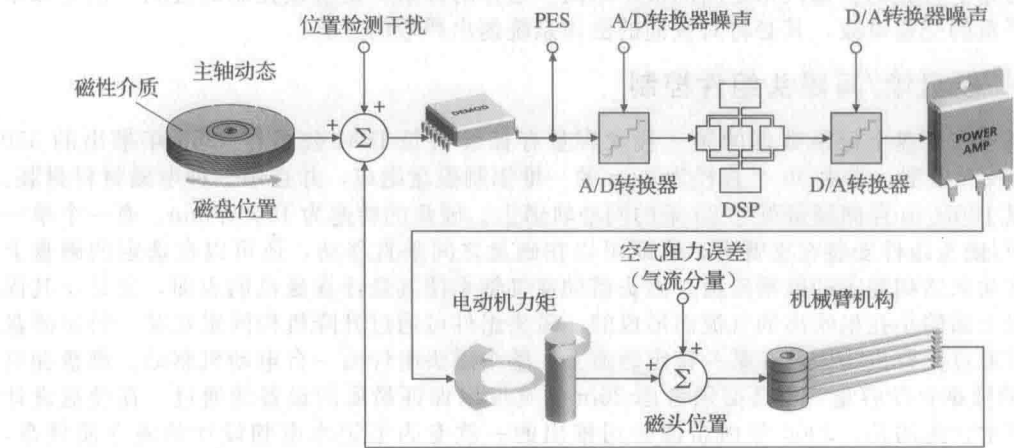 位置检测干扰
PES
A/D转换器噪声
D/A转换器噪声
主轴动态
磁性介质
DEMOD
POWER
AMP
+
+
Σ
磁盘位置
A/D转换器
DSP
D/A转换器
空气阻力误差
（气流分量）
电动机力矩
机械臂机构
+
+
Σ
磁头位置